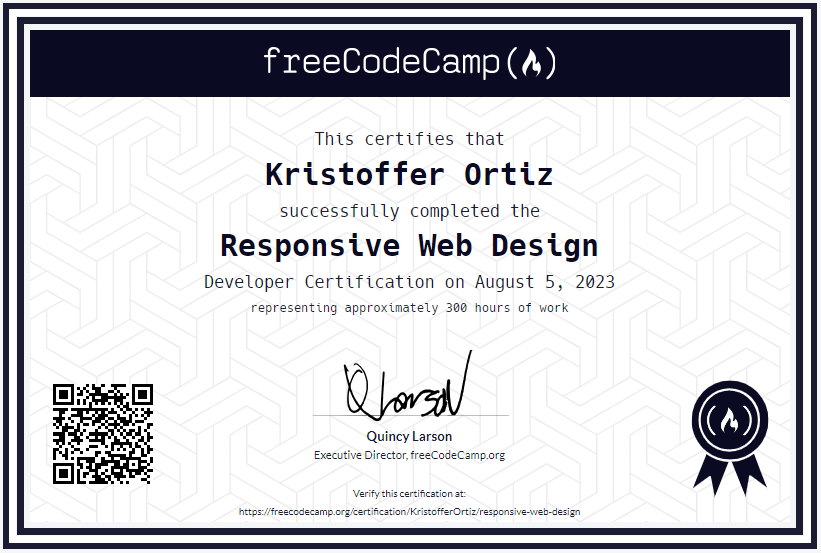 freeCodeCamp(🔥)
This certifies that
Kristoffer Ortiz
successfully completed the
Responsive Web Design
Developer Certification on August 5, 2023
representing approximately 300 hours of work
Q Larson
Quincy Larson
Executive Director, freeCodeCamp.org
Verify this certification at:
https://freecodecamp.org/certification/KristofferOrtiz/responsive-web-design